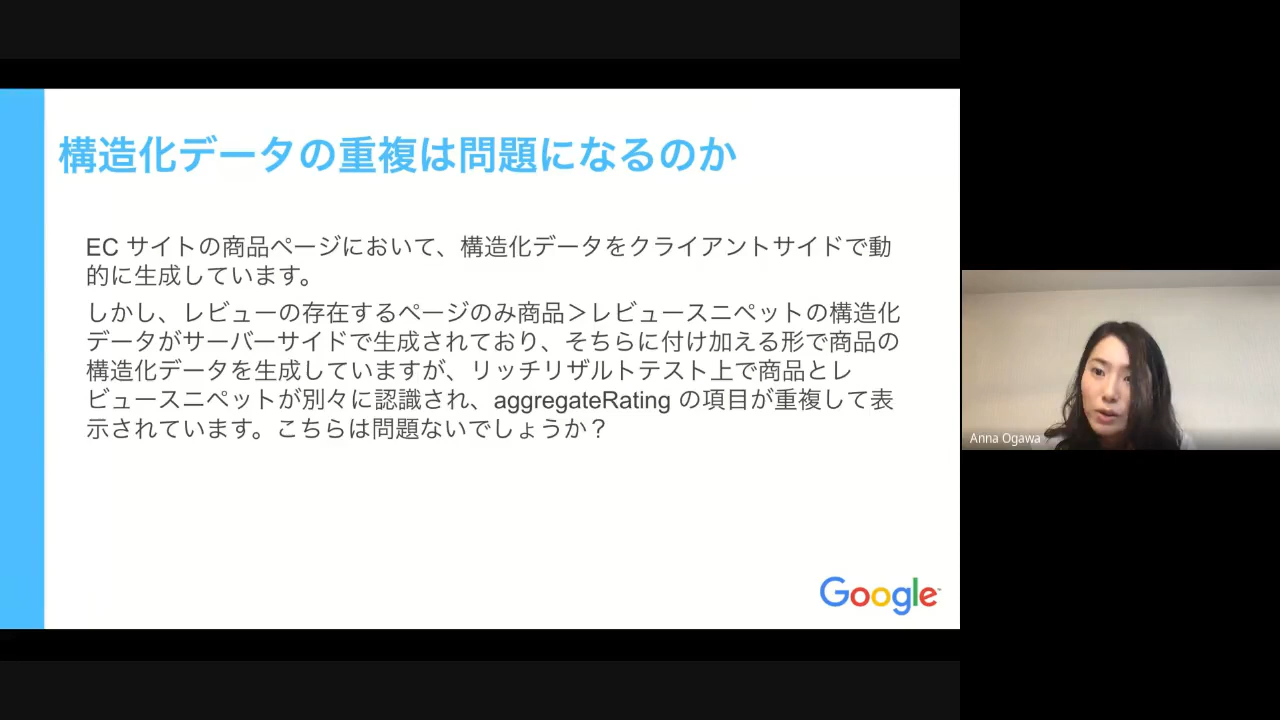 構造化データの重複は問題になるのか
EC サイトの商品ページにおいて、構造化データをクライアントサイドで動
的に生成しています。
しかし、レビューの存在するページのみ商品＞レビュースニペットの構造化
データがサーバーサイドで生成されており、そちらに付け加える形で商品の
構造化データを生成していますが、リッチリザルトテスト上で商品とレ
ビュースニペットが別々に認識され、aggregateRating の項目が重複して表
示されています。こちらは問題ないでしょうか？
Google
Anna Ogawa